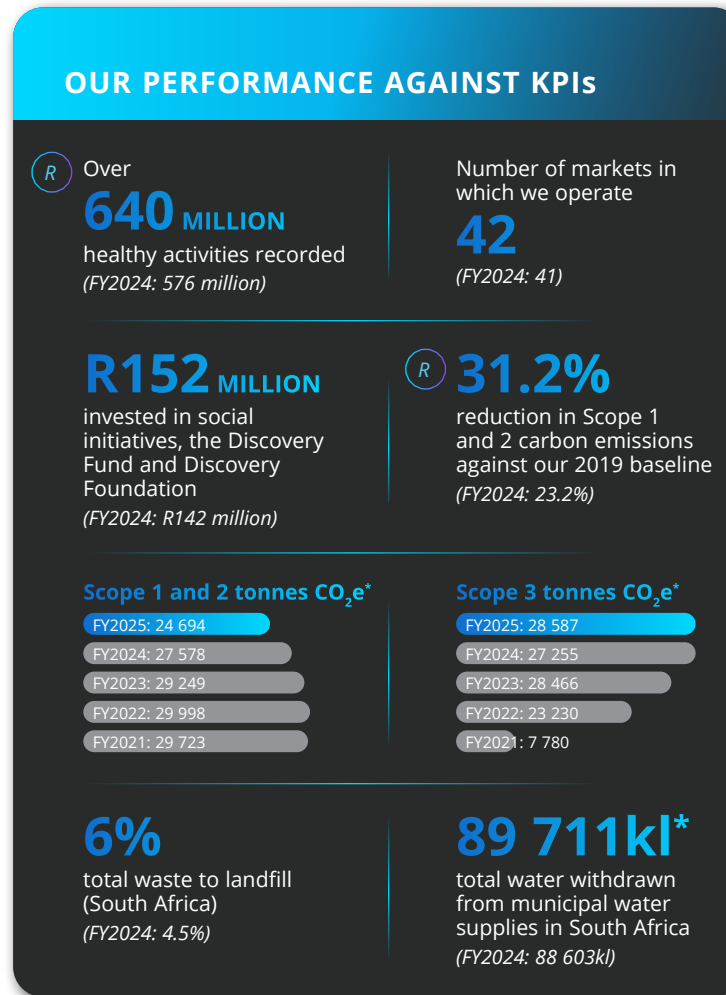 OUR PERFORMANCE AGAINST KPIs
R
Over
640 MILLION
healthy activities recorded
(FY2024: 576 million)
Number of markets in
which we operate
42
(FY2024: 41)
R152 MILLION
invested in social
initiatives, the Discovery
Fund and Discovery
Foundation
(FY2024: R142 million)
R
31.2%
reduction in Scope 1
and 2 carbon emissions
against our 2019 baseline
(FY2024: 23.2%)
Scope 1 and 2 tonnes CO₂e*
FY2025: 24 694
FY2024: 27 578
FY2023: 29 249
FY2022: 29 998
FY2021: 29 723
Scope 3 tonnes CO₂e*
FY2025: 28 587
FY2024: 27 255
FY2023: 28 466
FY2022: 23 230
FY2021: 7 780
6%
total waste to landfill
(South Africa)
(FY2024: 4.5%)
89 711kl*
total water withdrawn
from municipal water
supplies in South Africa
(FY2024: 88 603kl)